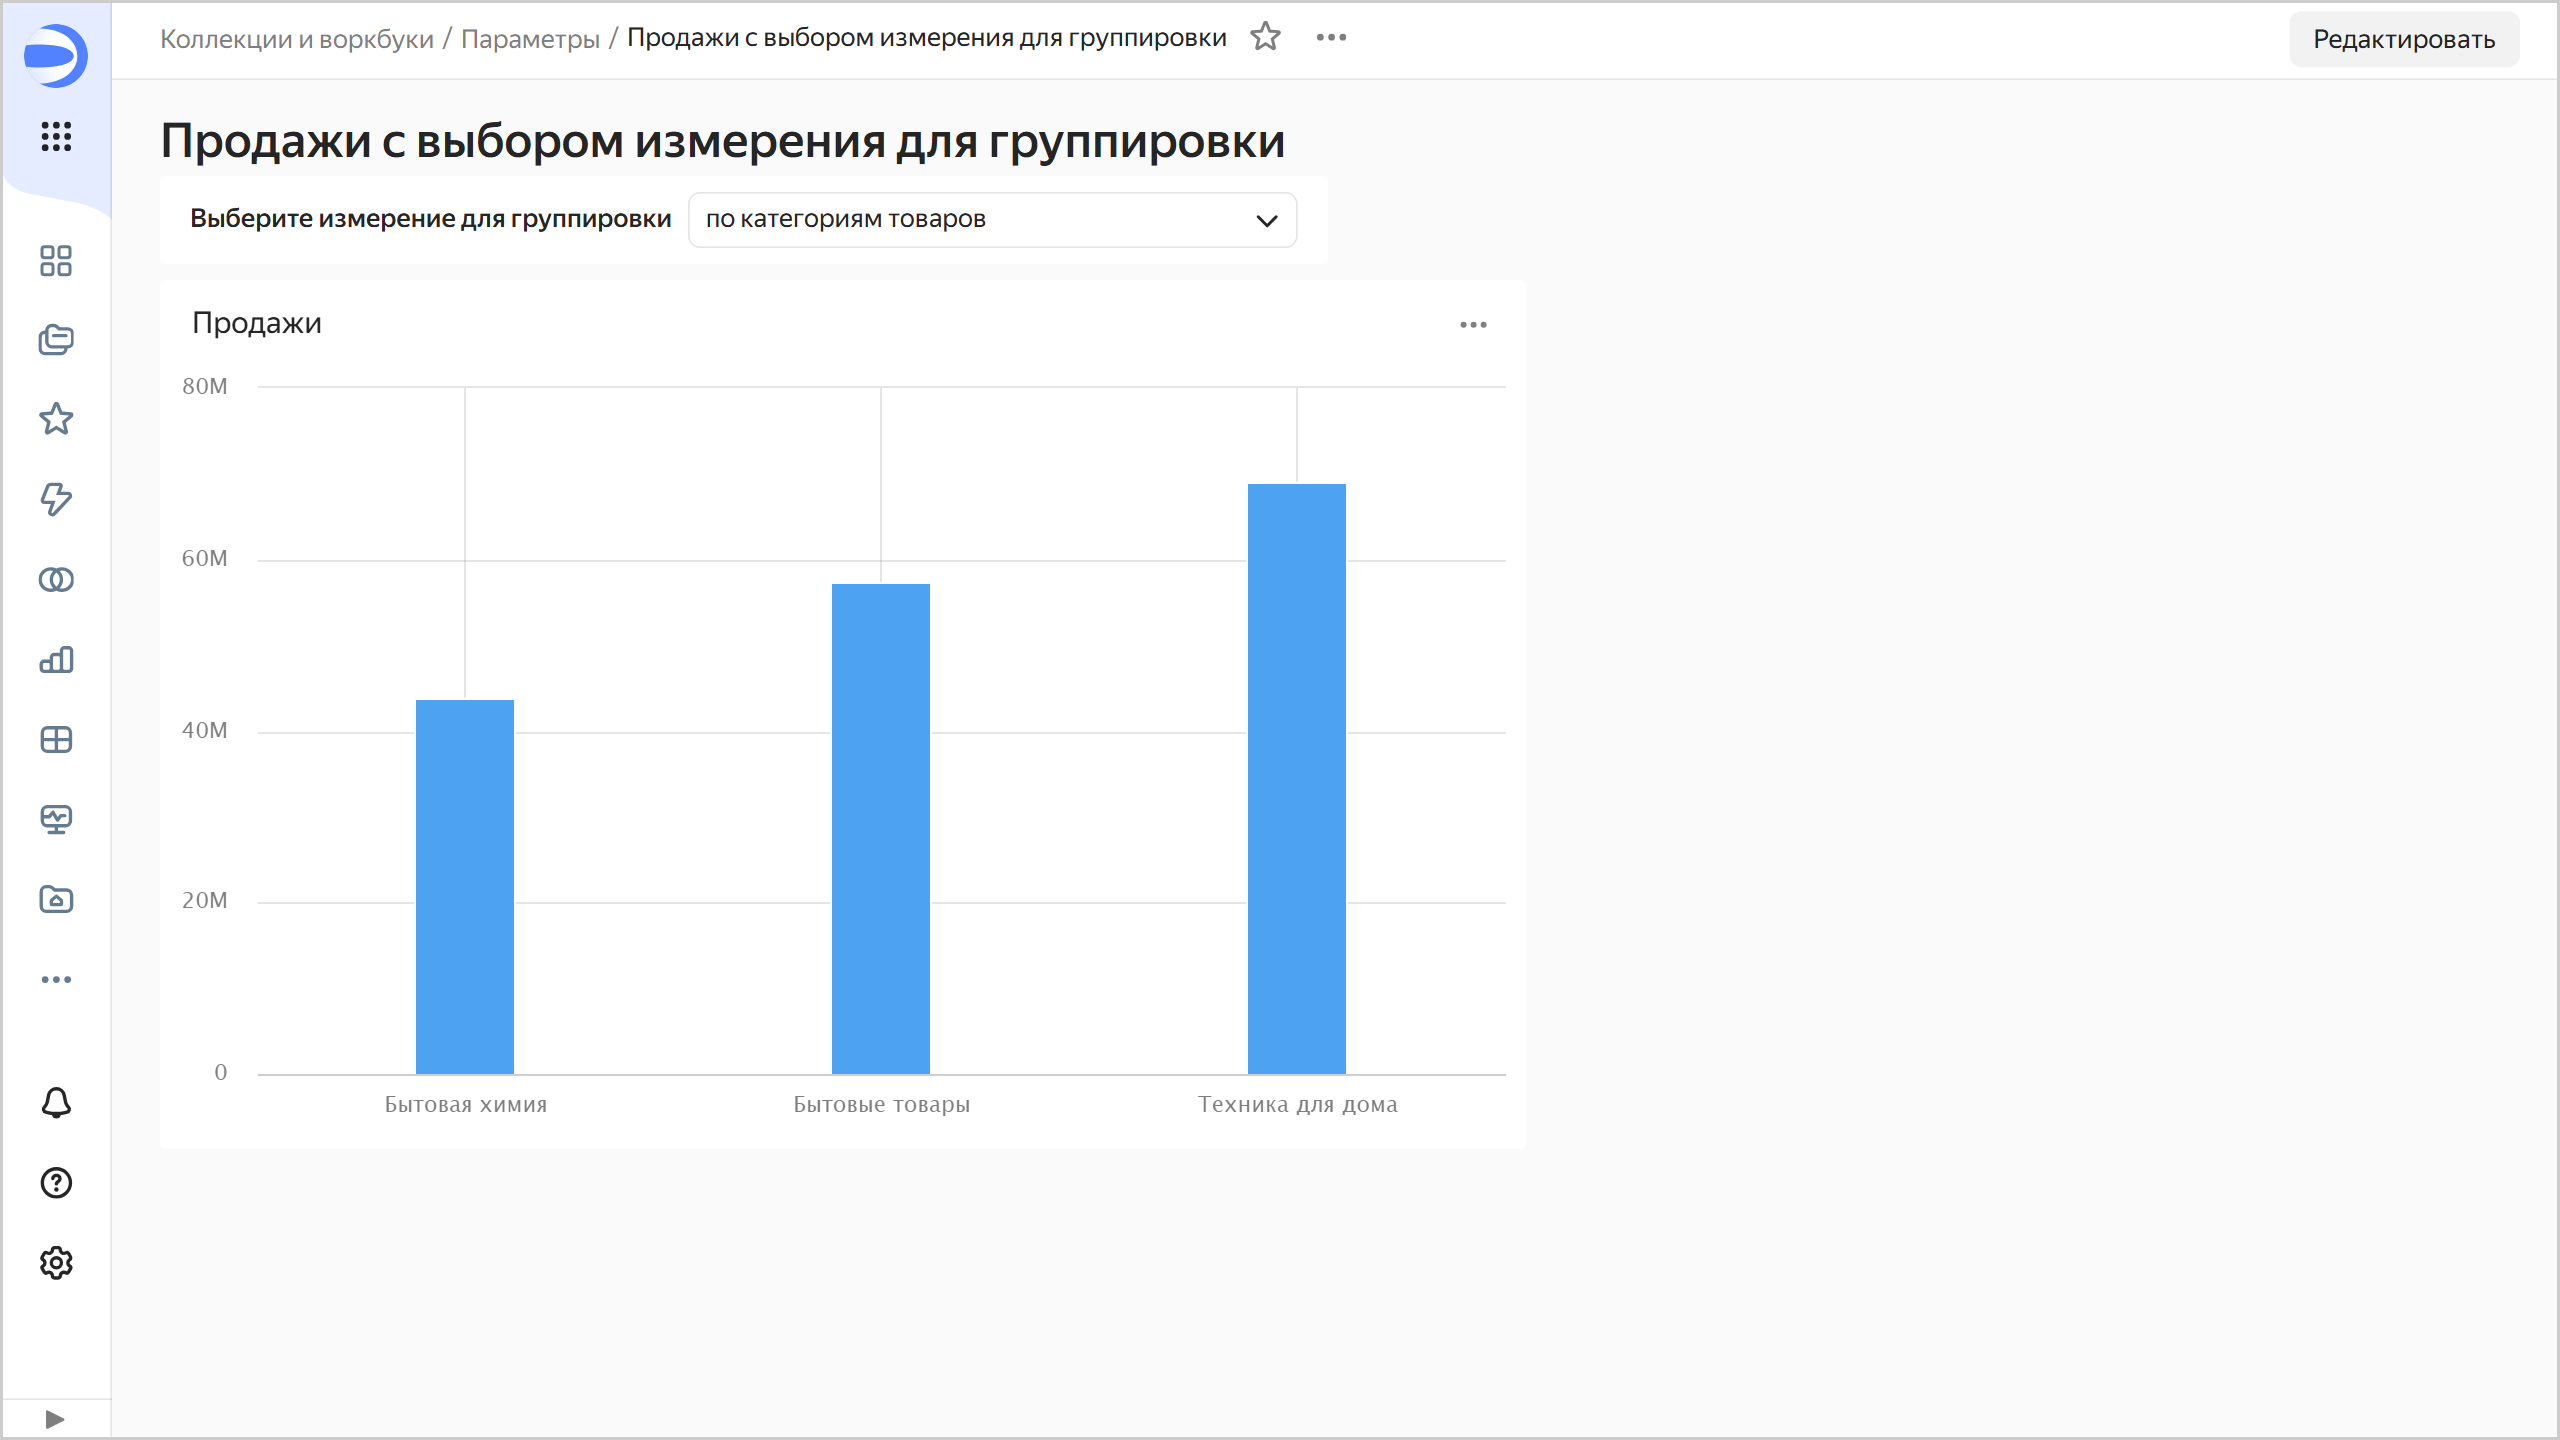 Коллекции и воркбуки / Параметры / Продажи с выбором измерения для группировки
Редактировать
Продажи с выбором измерения для группировки
Выберите измерение для группировки по категориям товаров
Продажи
80M
60M
40M
20M
0
Бытовая химия Бытовые товары Техника для дома